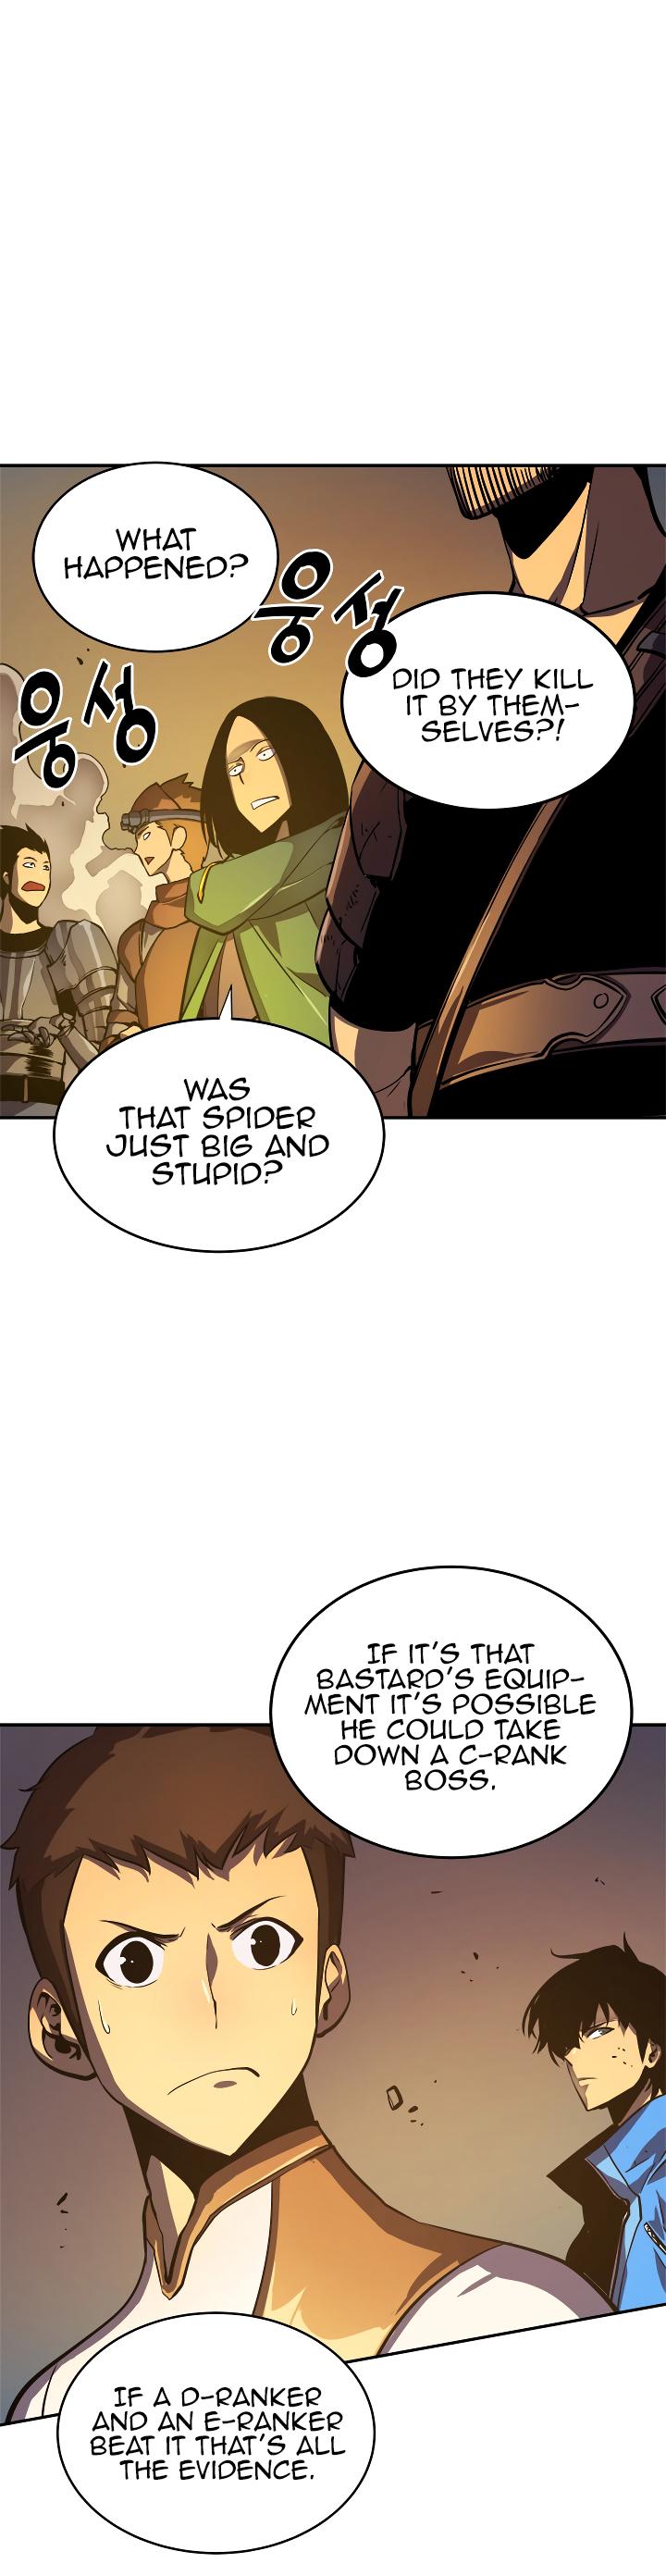 WHAT
HAPPENED?
웅성
DID THEY KILL
IT BY THEM-
SELVES?!
웅성
WAS
THAT SPIDER
JUST BIG AND
STUPID?
IF IT'S THAT
BASTARD'S EQUIP-
MENT IT'S POSSIBLE
HE COULD TAKE
DOWN A C-RANK
BOSS.
IF A D-RANKER
AND AN E-RANKER
BEAT IT THAT'S ALL
THE EVIDENCE.